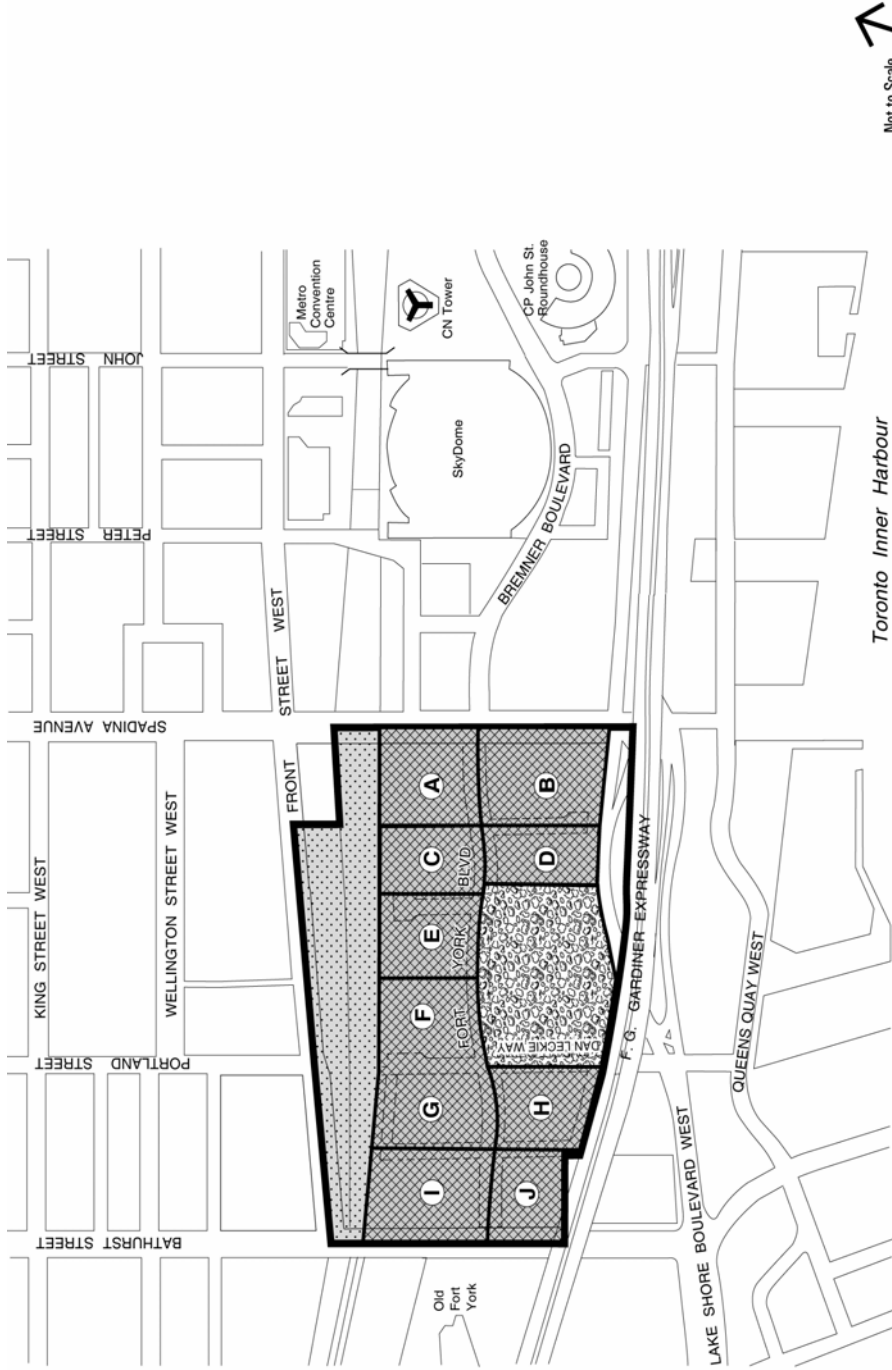 KING STREET WEST
WELLINGTON STREET WEST
FRONT
STREET WEST
BATHURST STREET
PORTLAND STREET
SPADINA AVENUE
PETER STREET
JOHN STREET
Metro
Convention
Centre
CN Tower
SkyDome
CP John St.
Roundhouse
BREMNER BOULEVARD
Old
Fort
York
I
G
F
E
C
A
FORT YORK BLVD
J
H
D
B
DAN LECKIE WAY
F. G. GARDINER EXPRESSWAY
LAKE SHORE BOULEVARD WEST
QUEENS QUAY WEST
Toronto Inner Harbour
Not to Scale